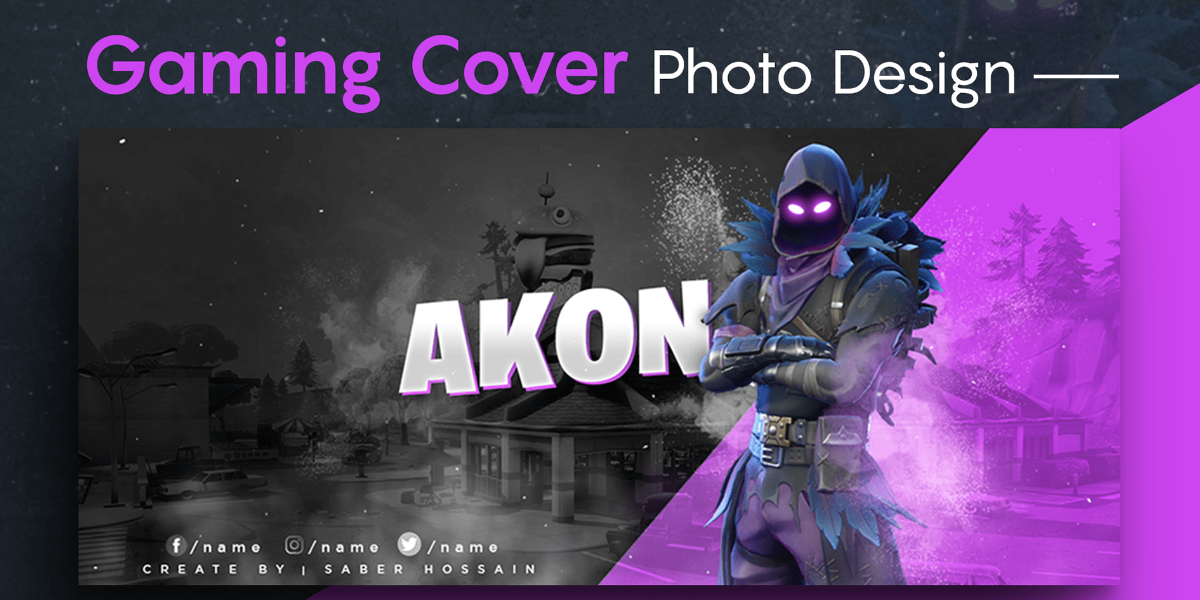 Gaming Cover Photo Design
AKON
/name /name /name
CREATE BY | SABER HOSSAIN